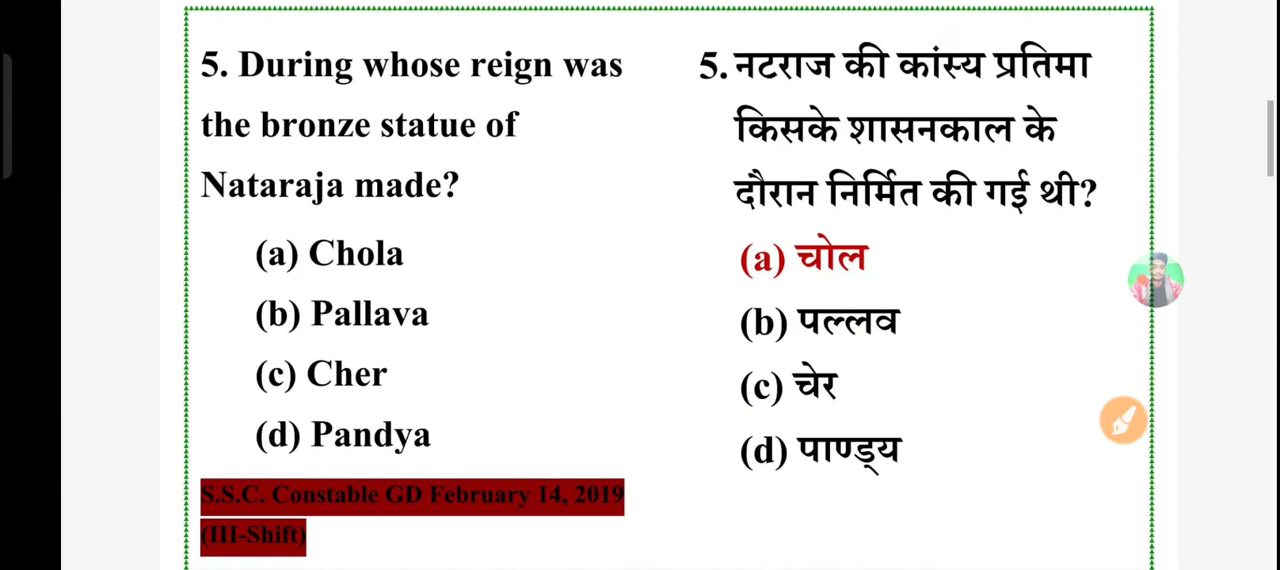 5. During whose reign was
the bronze statue of
Nataraja made?
(a) Chola
(b) Pallava
(c) Cher
(d) Pandya
S.S.C. Constable GD February 14, 2019
(III-Shift)
5. नटराज की कांस्य प्रतिमा
किसके शासनकाल के
दौरान निर्मित की गई थी?
(a) चोल
(b) पल्लव
(c) चेर
(d) पाण्ड्य